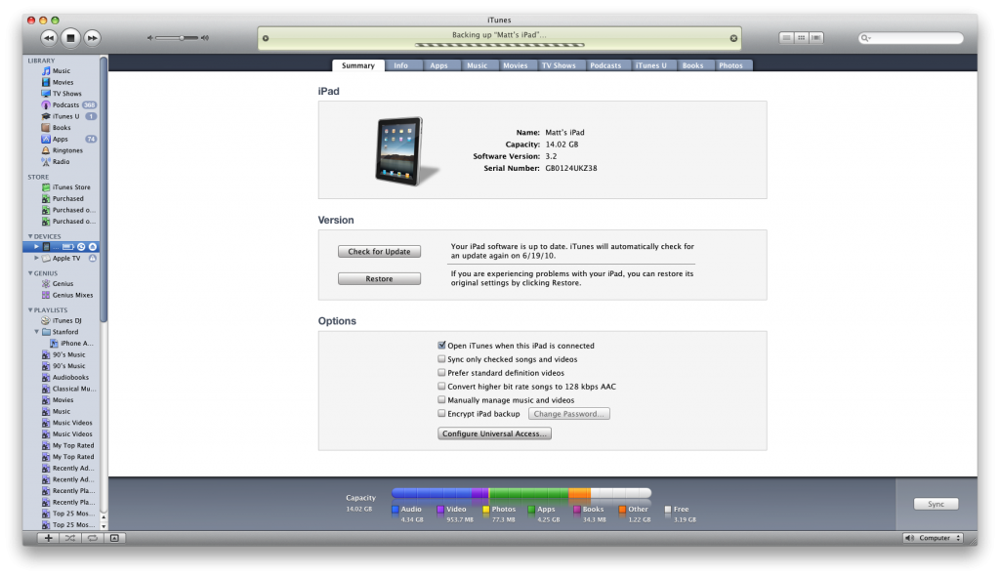 iTunes
Backing up “Matt’s iPad”...
LIBRARY
Music
Movies
TV Shows
Podcasts 368
iTunes U 1
Books
Apps 74
Ringtones
Radio
STORE
iTunes Store
Purchased
Purchased o...
Purchased o...
DEVICES
Apple TV
GENIUS
Genius
Genius Mixes
PLAYLISTS
iTunes DJ
Stanford
iPhone A...
90’s Music
90’s Music
Audiobooks
Classical Mu...
Movies
Music
Music Videos
Music Videos
My Top Rated
My Top Rated
Recently Ad...
Recently Ad...
Recently Pla...
Recently Pla...
Top 25 Mos...
Top 25 Mos...
Summary Info Apps Music Movies TV Shows Podcasts iTunes U Books Photos
iPad
Name: Matt’s iPad
Capacity: 14.02 GB
Software Version: 3.2
Serial Number: GB0124UKZ38
Version
Check for Update
Your iPad software is up to date. iTunes will automatically check for
an update again on 6/19/10.
Restore
If you are experiencing problems with your iPad, you can restore its
original settings by clicking Restore.
Options
Open iTunes when this iPad is connected
Sync only checked songs and videos
Prefer standard definition videos
Convert higher bit rate songs to 128 kbps AAC
Manually manage music and videos
Encrypt iPad backup Change Password...
Configure Universal Access...
Capacity
14.02 GB
Audio
4.34 GB
Video
953.7 MB
Photos
77.3 MB
Apps
4.25 GB
Books
34.3 MB
Other
1.22 GB
Free
3.19 GB
Sync
Computer